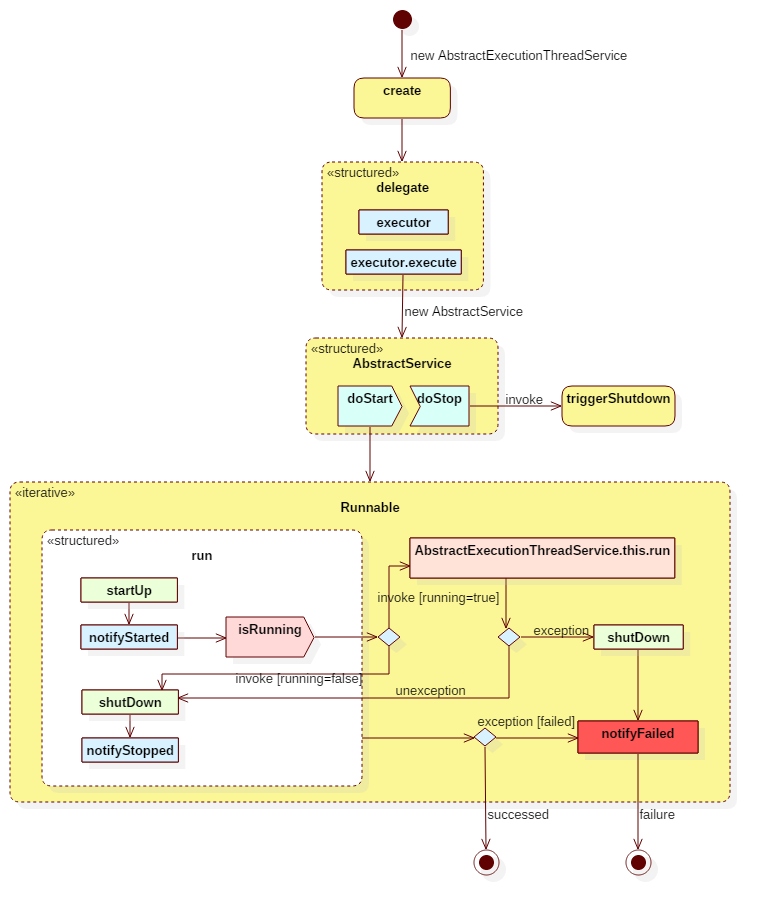 new AbstractExecutionThreadService
create
«structured»
delegate
executor
executor.execute
new AbstractService
«structured»
AbstractService
doStart
doStop
invoke
triggerShutdown
«iterative»
Runnable
«structured»
run
AbstractExecutionThreadService.this.run
startUp
invoke [running=true]
notifyStarted
isRunning
exception
shutDown
invoke [running=false]
unexception
shutDown
notifyStopped
exception [failed]
notifyFailed
successed
failure